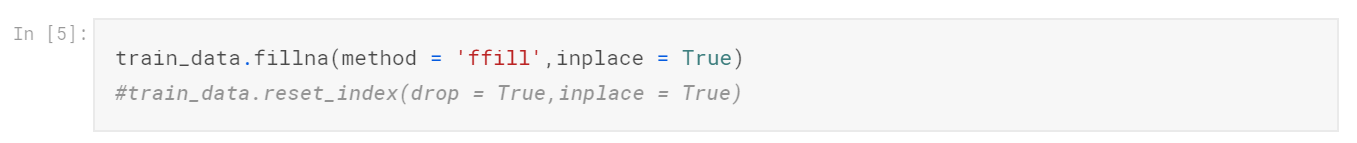 In [5]:
train_data.fillna(method = 'ffill',inplace = True)
#train_data.reset_index(drop = True,inplace = True)